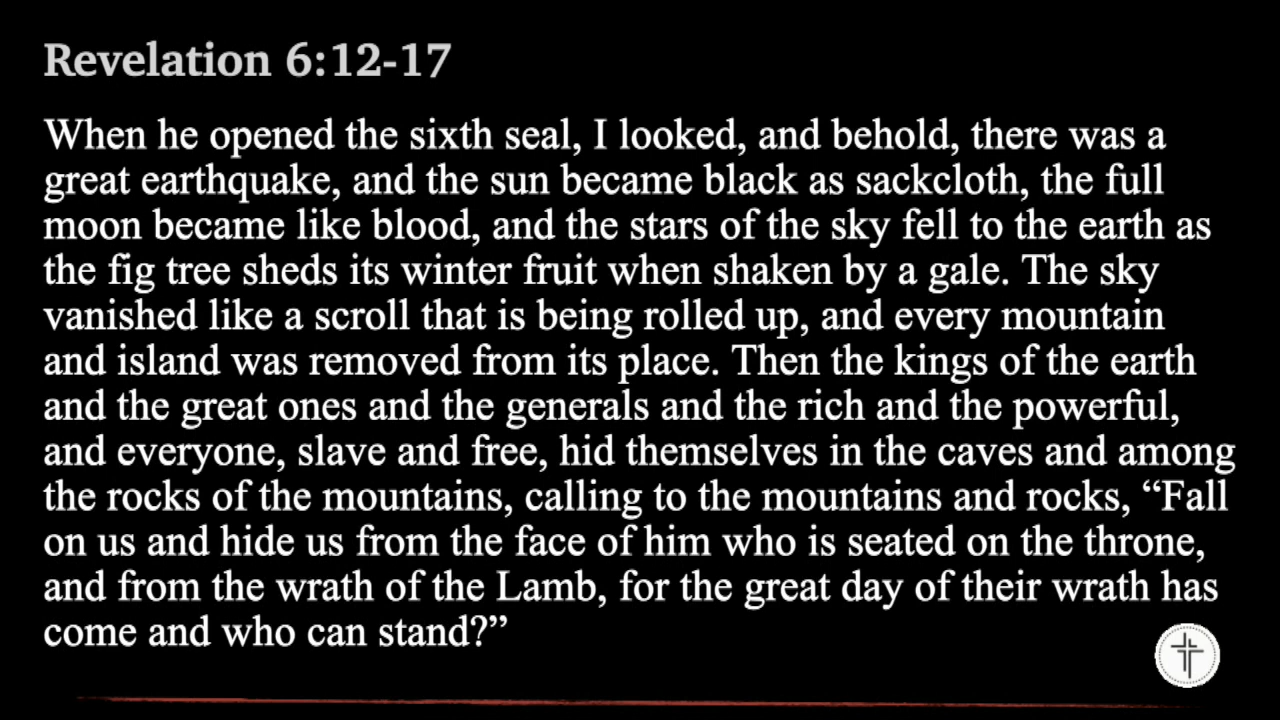 Revelation 6:12-17
When he opened the sixth seal, I looked, and behold, there was a
great earthquake, and the sun became black as sackcloth, the full
moon became like blood, and the stars of the sky fell to the earth as
the fig tree sheds its winter fruit when shaken by a gale. The sky
vanished like a scroll that is being rolled up, and every mountain
and island was removed from its place. Then the kings of the earth
and the great ones and the generals and the rich and the powerful,
and everyone, slave and free, hid themselves in the caves and among
the rocks of the mountains, calling to the mountains and rocks, “Fall
on us and hide us from the face of him who is seated on the throne,
and from the wrath of the Lamb, for the great day of their wrath has
come and who can stand?”